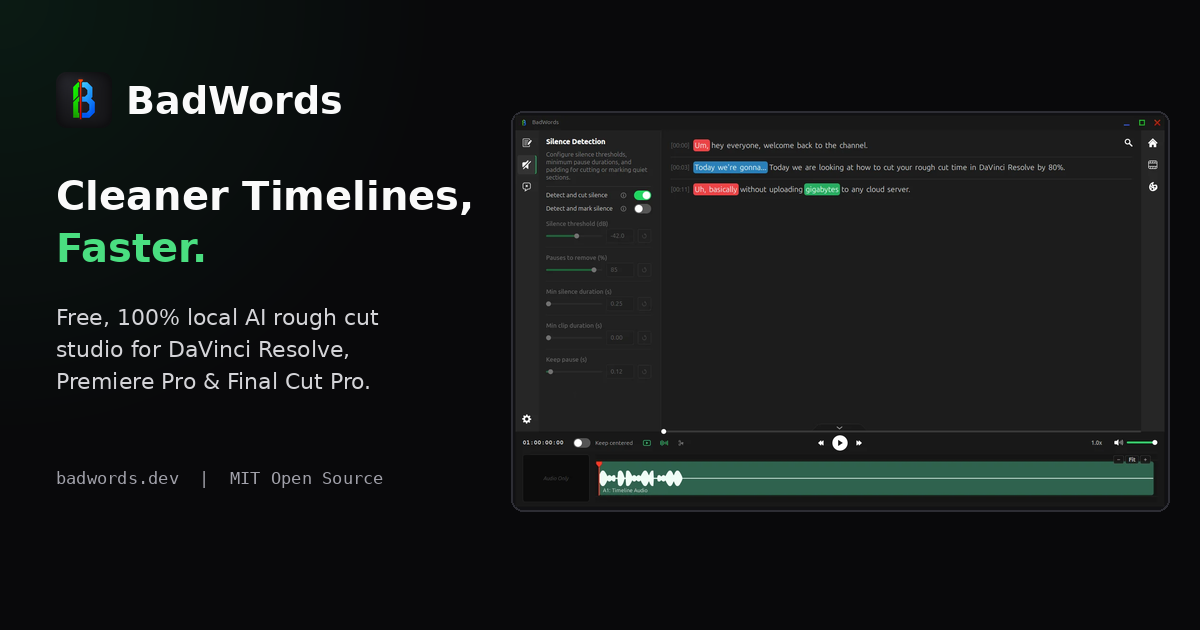 BadWords
Cleaner Timelines,
Faster.
Free, 100% local AI rough cut
studio for DaVinci Resolve,
Premiere Pro & Final Cut Pro.
badwords.dev | MIT Open Source
BadWords
Silence Detection
Configure silence thresholds,
minimum pause durations, and
padding for cutting or marking quiet
sections.
Detect and cut silence
Detect and mark silence
Silence threshold (dB)
-42.0
Pauses to remove (%)
85
Min silence duration (s)
0.25
Min clip duration (s)
0.00
Keep pause (s)
0.12
[00:00] Um, hey everyone, welcome back to the channel.
[00:03] Today we're gonna... Today we are looking at how to cut your rough cut time in DaVinci Resolve by 80%.
[00:11] Uh, basically without uploading gigabytes to any cloud server.
01:00:00:00 Keep centered 1.0x
Fit
Audio Only
A1 Timeline Audio